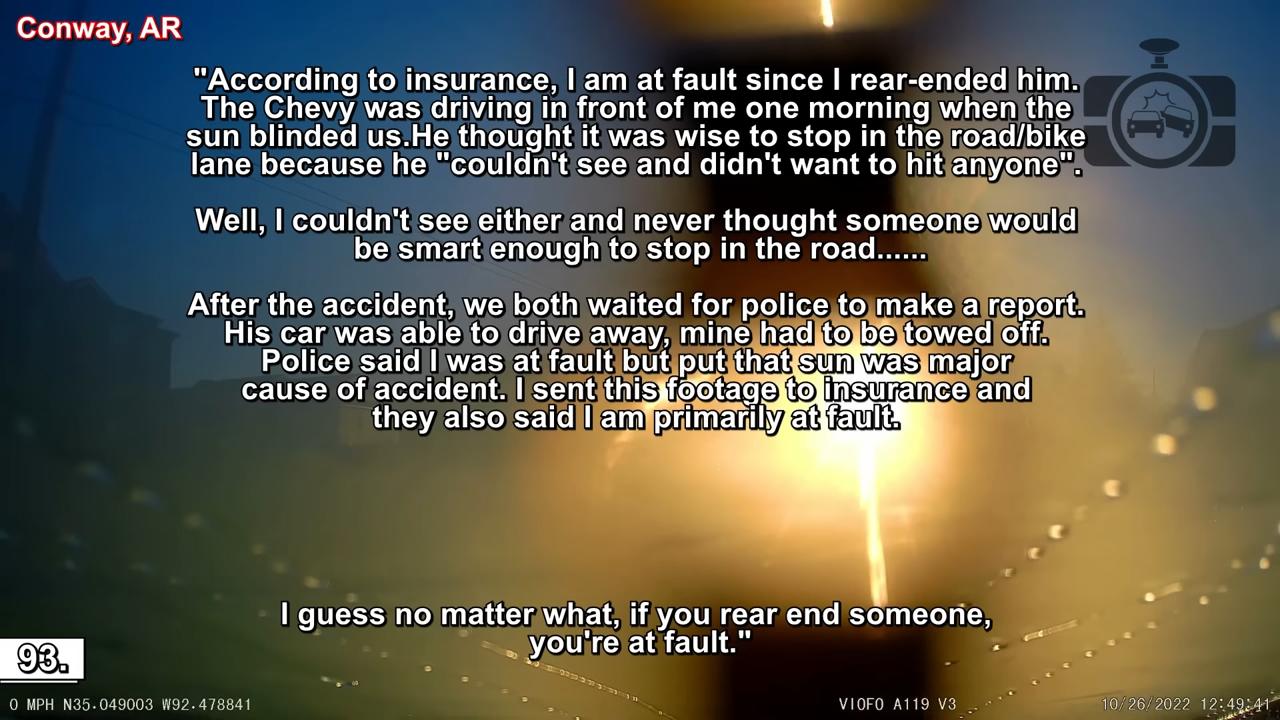 Conway, AR
"According to insurance, I am at fault since I rear-ended him.
The Chevy was driving in front of me one morning when the
sun blinded us.He thought it was wise to stop in the road/bike
lane because he "couldn't see and didn't want to hit anyone".
Well, I couldn't see either and never thought someone would
be smart enough to stop in the road......
After the accident, we both waited for police to make a report.
His car was able to drive away, mine had to be towed off.
Police said I was at fault but put that sun was major
cause of accident. I sent this footage to insurance and
they also said I am primarily at fault.
I guess no matter what, if you rear end someone,
you're at fault."
93.
0 MPH N35.049003 W92.478841 VIOFO A119 V3 10/26/2022 12:49:41